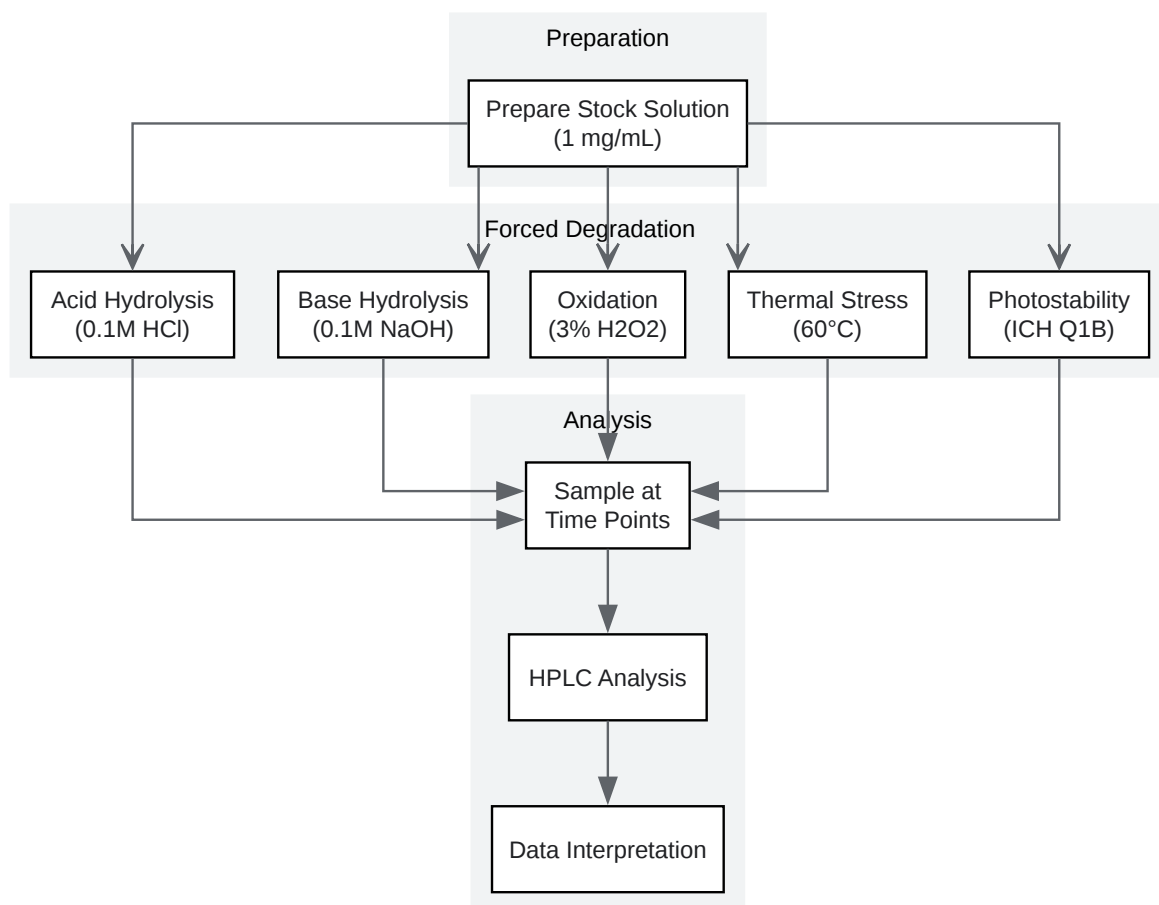 Preparation
Prepare Stock Solution
(1 mg/mL)
Forced Degradation
Acid Hydrolysis
(0.1M HCl)
Base Hydrolysis
(0.1M NaOH)
Oxidation
(3% H2O2)
Thermal Stress
(60°C)
Photostability
(ICH Q1B)
Analysis
Sample at
Time Points
HPLC Analysis
Data Interpretation